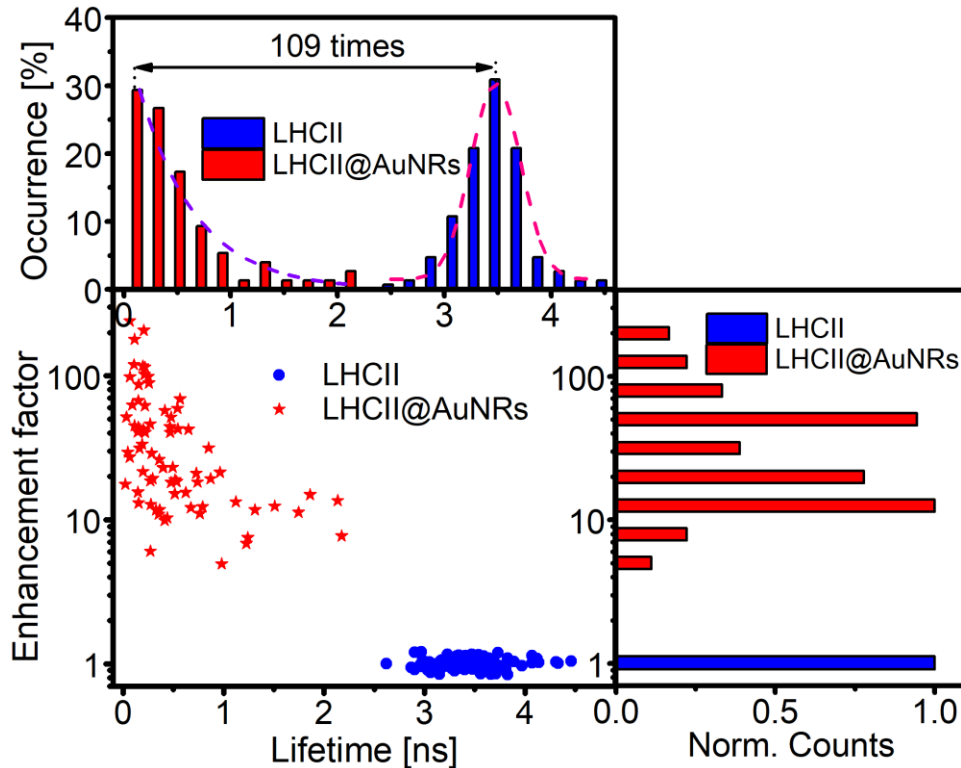 Occurrence [%]
40
30
20
10
0
109 times
LHCII
LHCII@AuNRs
0 1 2 3 4
Enhancement factor
100
10
1
LHCII
LHCII@AuNRs
0 1 2 3 4
Lifetime [ns]
LHCII
LHCII@AuNRs
100
10
1
0.0 0.5 1.0
Norm. Counts